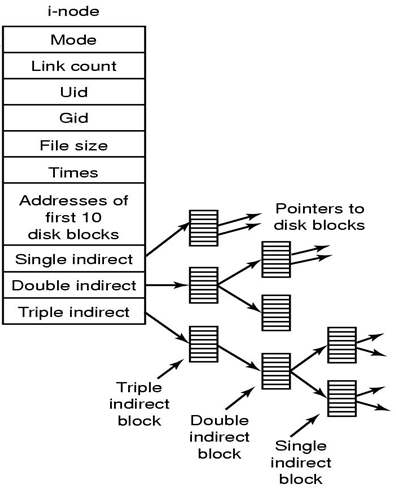 i-node
Mode
Link count
Uid
Gid
File size
Times
Addresses of
first 10
disk blocks
Single indirect
Double indirect
Triple indirect
Pointers to
disk blocks
Triple
indirect
block
Double
indirect
block
Single
indirect
block